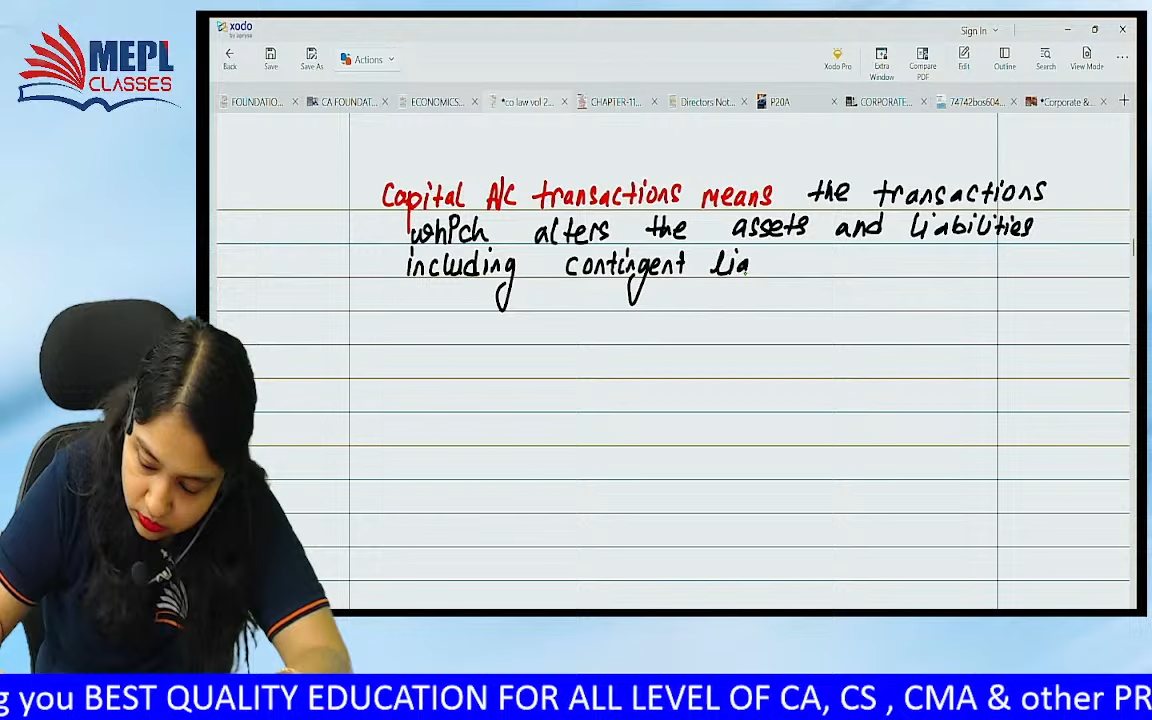 MEPL
CLASSES
xodo
by apryse
Sign In
Back
Save
Save As
Actions
Xodo Pro
Extra
Window
Compare
PDF
Edit
Outline
Search
View Mode
FOUNDATIO...
CA FOUNDAT...
ECONOMICS...
*co law vol 2...
CHAPTER-11...
Directors Not...
P20A
CORPORATE...
74742bos604...
*Corporate &...
Capital A/c transactions means the transactions
which alters the assets and liabilities
including contingent lia
g you BEST QUALITY EDUCATION FOR ALL LEVEL OF CA, CS , CMA & other PR